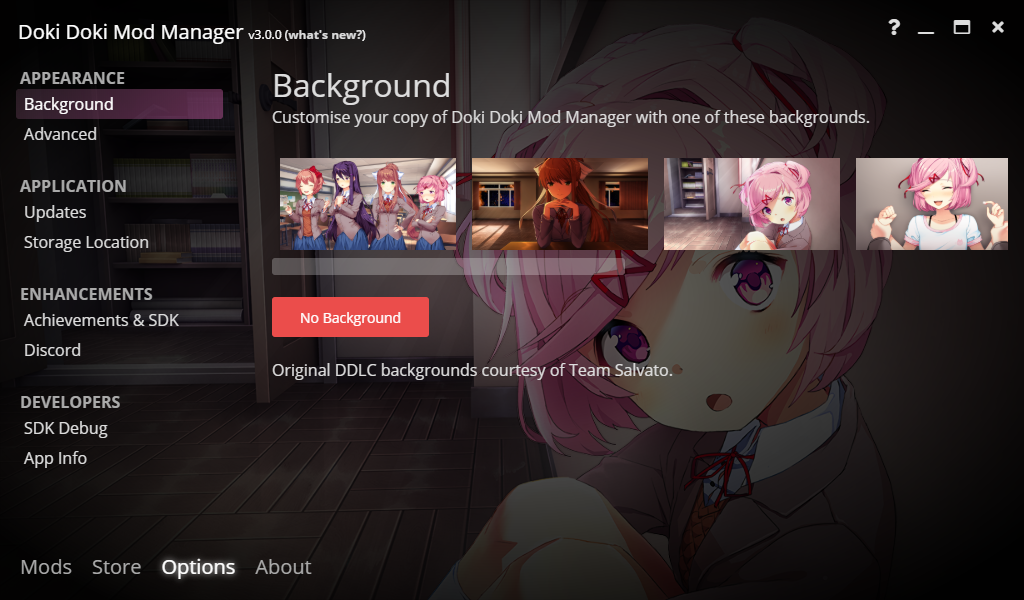 Doki Doki Mod Manager v3.0.0 (what's new?)
?
APPEARANCE
Background
Advanced
APPLICATION
Updates
Storage Location
ENHANCEMENTS
Achievements & SDK
Discord
DEVELOPERS
SDK Debug
App Info
Background
Customise your copy of Doki Doki Mod Manager with one of these backgrounds.
No Background
Original DDLC backgrounds courtesy of Team Salvato.
Mods Store Options About